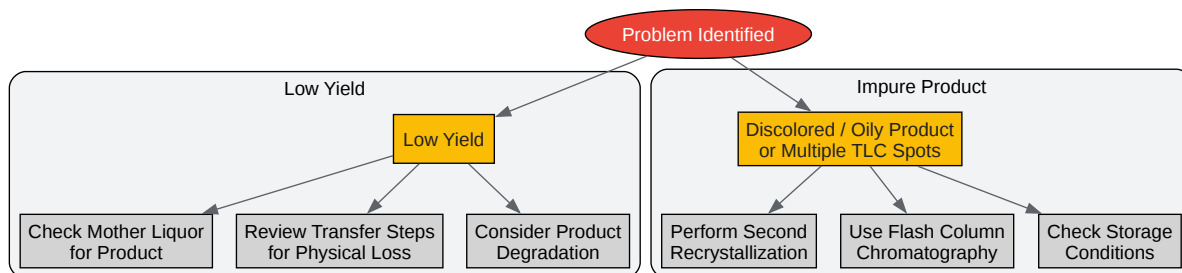 Problem Identified
Low Yield
Impure Product
Low Yield
Discolored / Oily Product
or Multiple TLC Spots
Check Mother Liquor
for Product
Review Transfer Steps
for Physical Loss
Consider Product
Degradation
Perform Second
Recrystallization
Use Flash Column
Chromatography
Check Storage
Conditions